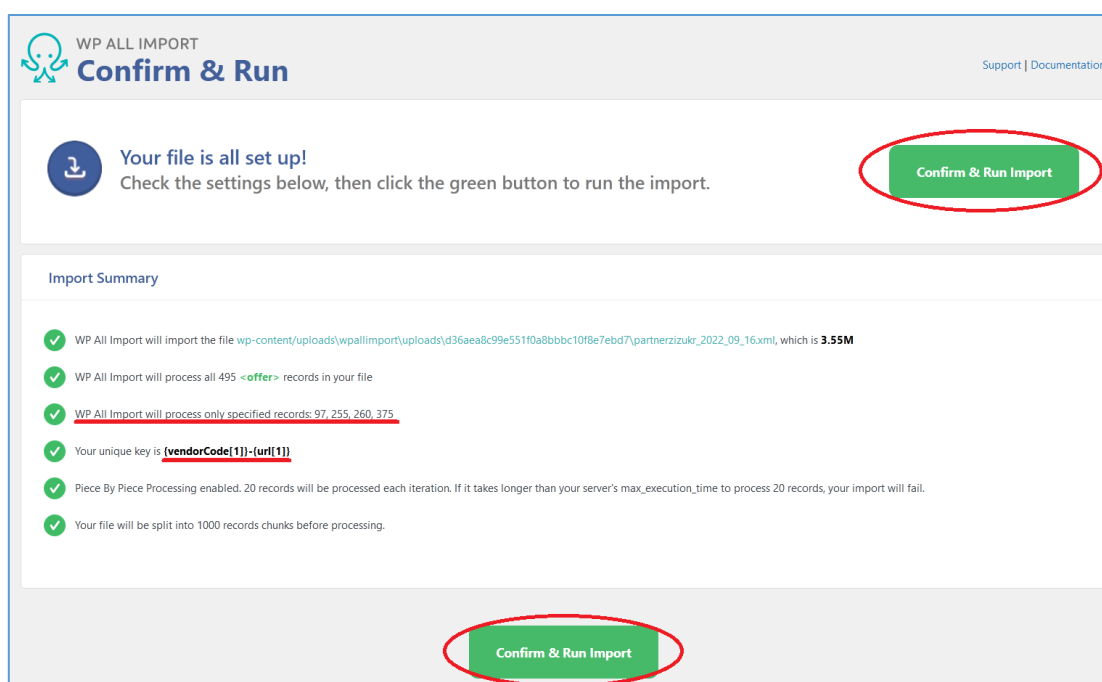 WP ALL IMPORT
Confirm & Run
Support | Documentation
Your file is all set up!
Check the settings below, then click the green button to run the import.
Confirm & Run Import
Import Summary
WP All Import will import the file wp-content/uploads\wpallimport\uploads\d36aea8c99e551f0a8bbbc10f8e7ebd7\partnerzizukr_2022_09_16.xml, which is 3.55M
WP All Import will process all 495 <offer> records in your file
WP All Import will process only specified records: 97, 255, 260, 375
Your unique key is {vendorCode[1]}-{url[1]}
Piece By Piece Processing enabled. 20 records will be processed each iteration. If it takes longer than your server's max_execution_time to process 20 records, your import will fail.
Your file will be split into 1000 records chunks before processing.
Confirm & Run Import